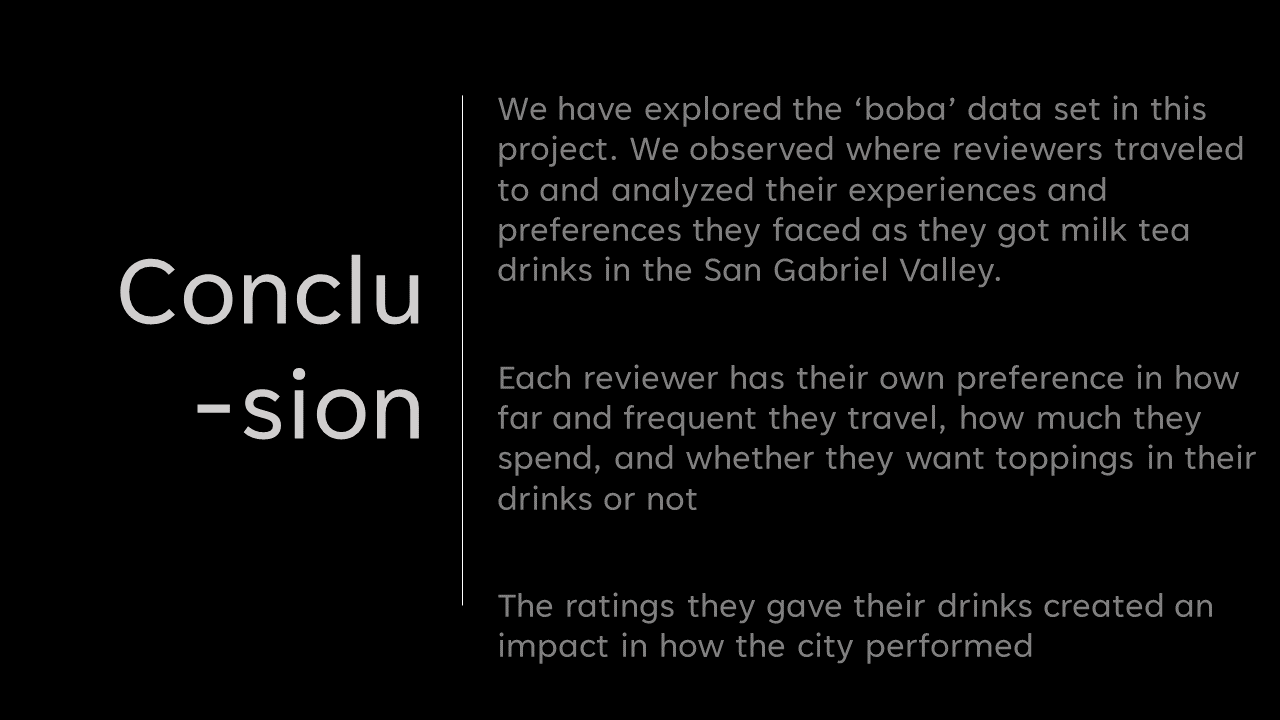 Conclu
-sion
We have explored the ‘boba’ data set in this
project. We observed where reviewers traveled
to and analyzed their experiences and
preferences they faced as they got milk tea
drinks in the San Gabriel Valley.
Each reviewer has their own preference in how
far and frequent they travel, how much they
spend, and whether they want toppings in their
drinks or not
The ratings they gave their drinks created an
impact in how the city performed